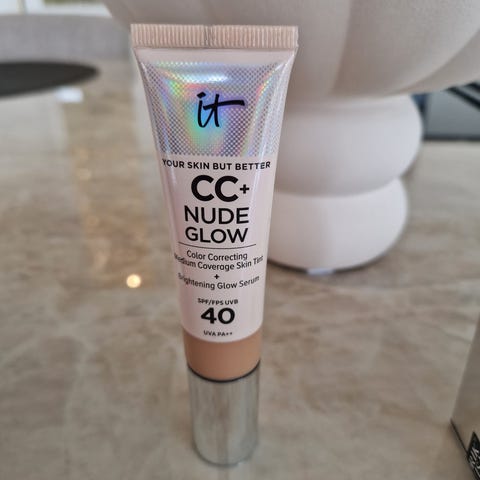 it
YOUR SKIN BUT BETTER
CC+
NUDE
GLOW
Color Correcting
Medium Coverage Skin Tint
+
Brightening Glow Serum
SPF/FPS UVB
40
UVA PA++